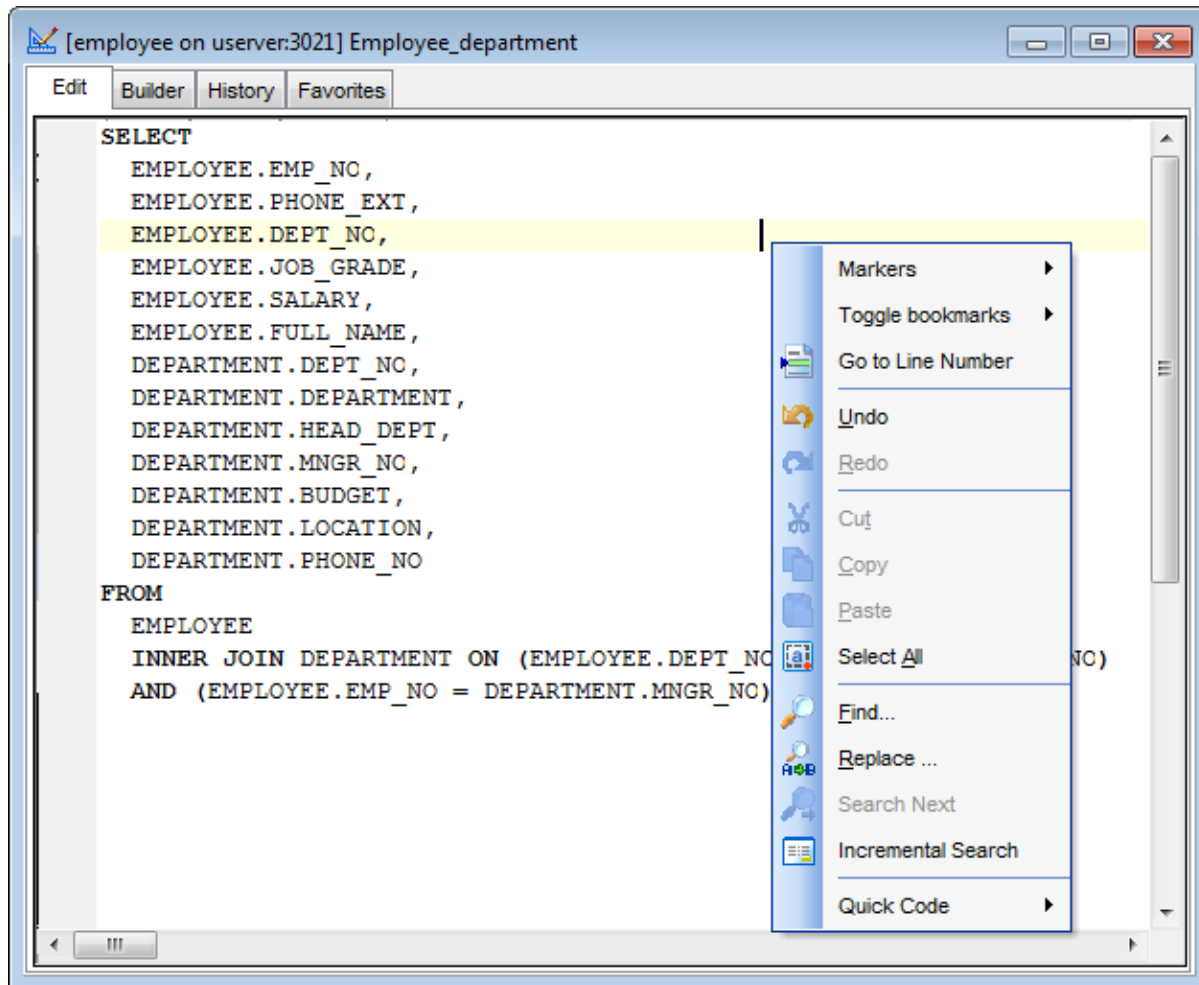 [employee on userver:3021] Employee_department
Edit Builder History Favorites
SELECT
EMPLOYEE.EMP_NO,
EMPLOYEE.PHONE_EXT,
EMPLOYEE.DEPT_NO,
EMPLOYEE.JOB_GRADE,
EMPLOYEE.SALARY,
EMPLOYEE.FULL_NAME,
DEPARTMENT.DEPT_NO,
DEPARTMENT.DEPARTMENT,
DEPARTMENT.HEAD_DEPT,
DEPARTMENT.MNGR_NO,
DEPARTMENT.BUDGET,
DEPARTMENT.LOCATION,
DEPARTMENT.PHONE_NO
FROM
EMPLOYEE
INNER JOIN DEPARTMENT ON (EMPLOYEE.DEPT_NO NO)
AND (EMPLOYEE.EMP_NO = DEPARTMENT.MNGR_NO)
Markers
Toggle bookmarks
Go to Line Number
Undo
Redo
Cut
Copy
Paste
Select All
Find...
Replace ...
Search Next
Incremental Search
Quick Code